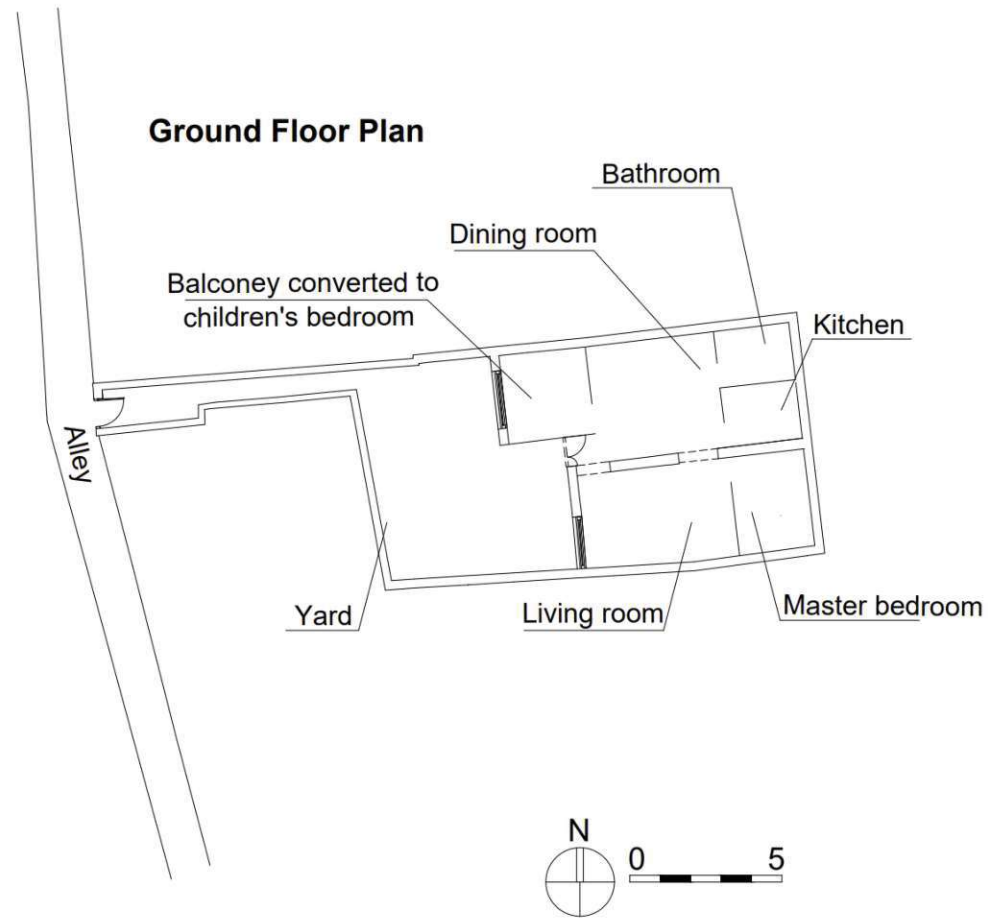 Ground Floor Plan
Bathroom
Dining room
Balconey converted to
children's bedroom
Kitchen
Alley
Yard
Living room
Master bedroom
N
0 5